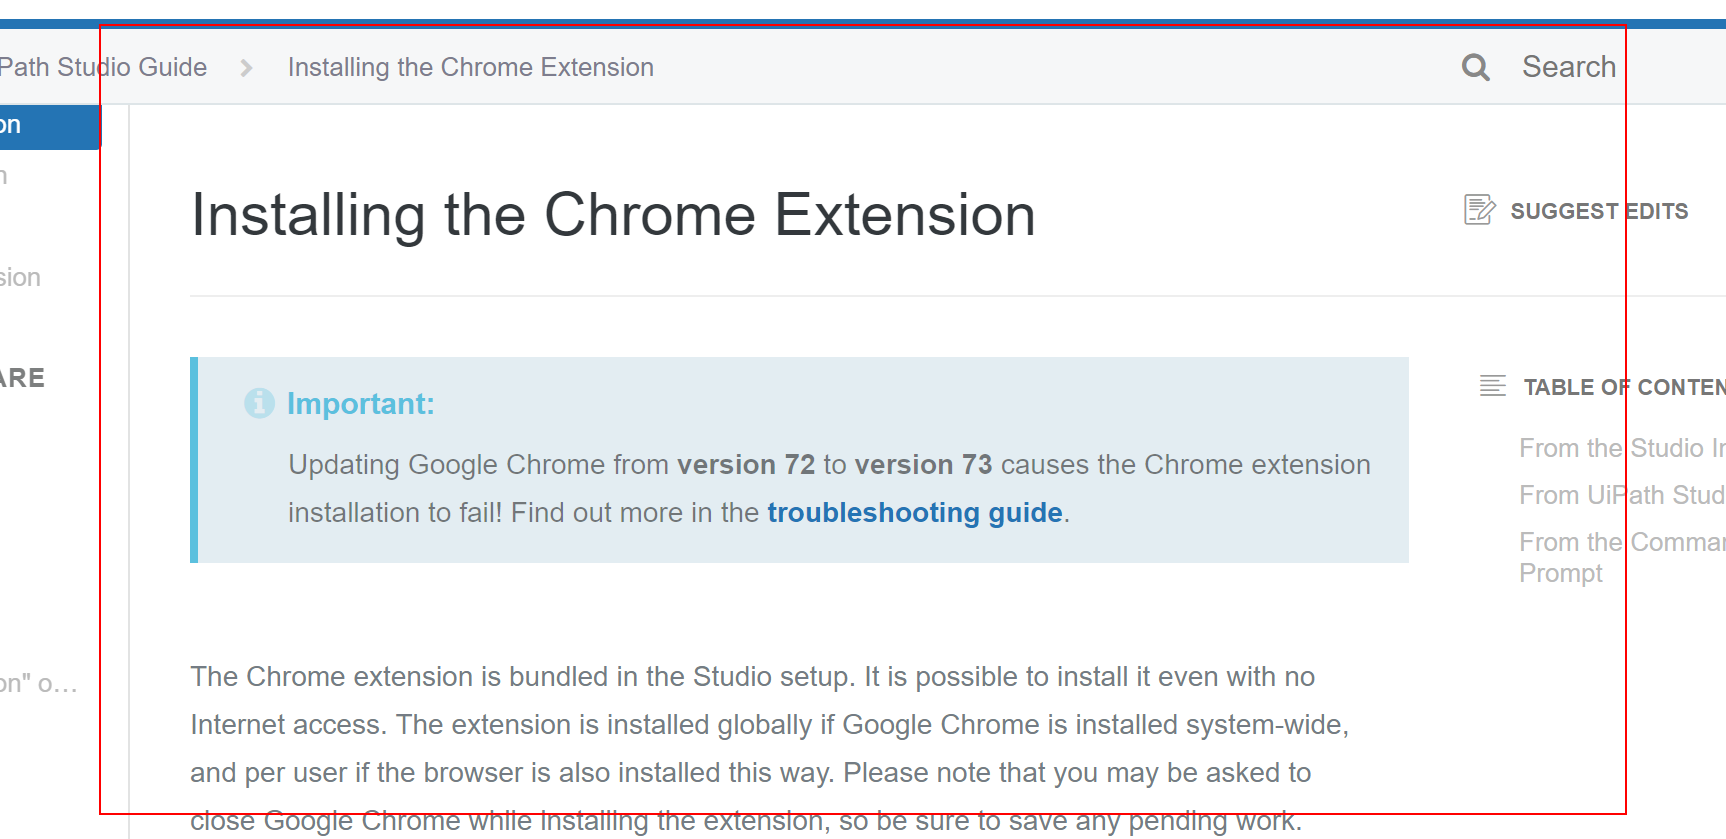 Path Studio Guide > Installing the Chrome Extension Search
on
n
sion
ARE
on" o...
Installing the Chrome Extension
SUGGEST EDITS
Important:
Updating Google Chrome from version 72 to version 73 causes the Chrome extension
installation to fail! Find out more in the troubleshooting guide.
TABLE OF CONTEN
From the Studio In
From UiPath Stud
From the Comman
Prompt
The Chrome extension is bundled in the Studio setup. It is possible to install it even with no
Internet access. The extension is installed globally if Google Chrome is installed system-wide,
and per user if the browser is also installed this way. Please note that you may be asked to
close Google Chrome while installing the extension, so be sure to save any pending work.